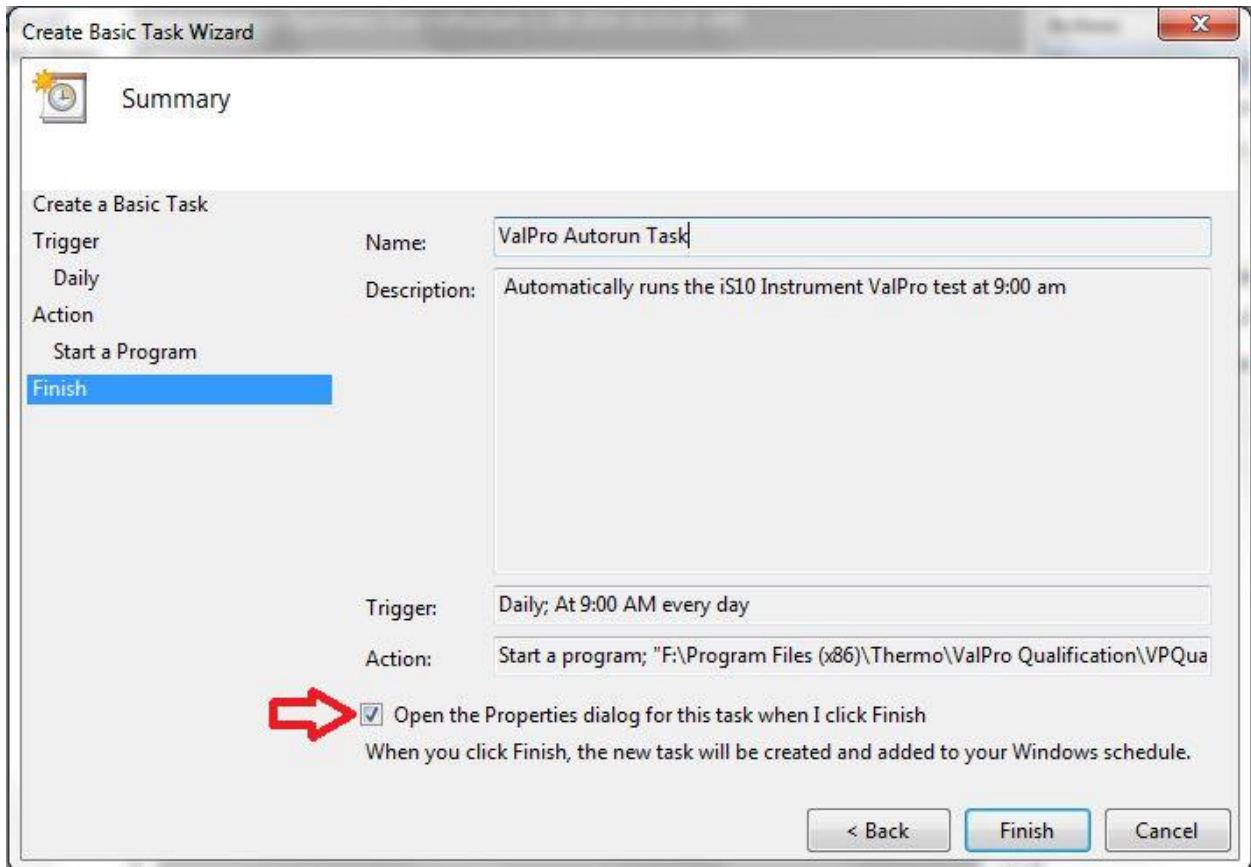 Create Basic Task Wizard
Summary
Create a Basic Task
Trigger
Daily
Action
Start a Program
Finish
Name: ValPro Autorun Task
Description: Automatically runs the iS10 Instrument ValPro test at 9:00 am
Trigger: Daily; At 9:00 AM every day
Action: Start a program; "F:\Program Files (x86)\Thermo\ValPro Qualification\VPQua
Open the Properties dialog for this task when I click Finish
When you click Finish, the new task will be created and added to your Windows schedule.
< Back Finish Cancel